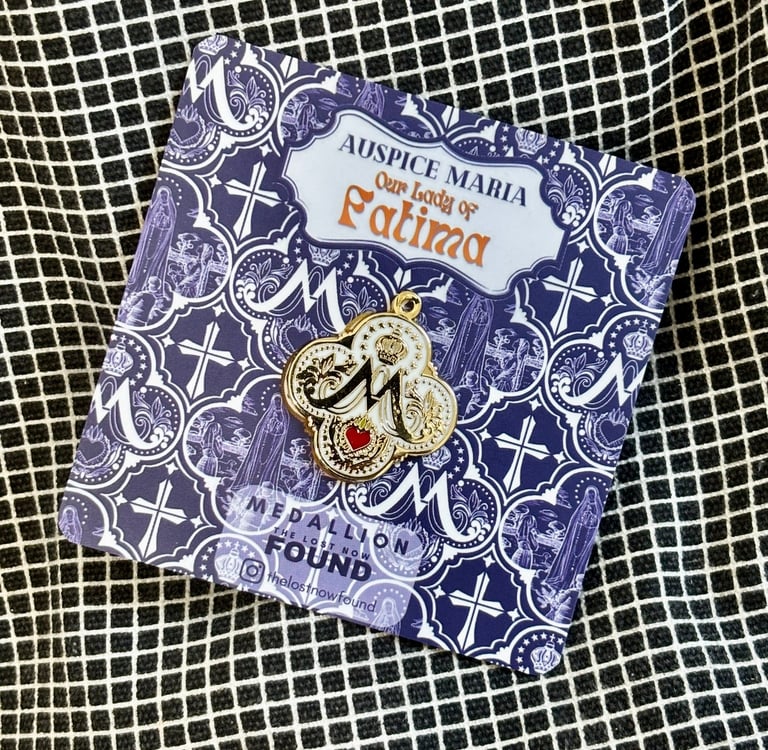 AUSPICE MARIA
Our Lady of
Fatima
M
MEDALLION
THE LOST NOW
FOUND
thelostnowfound